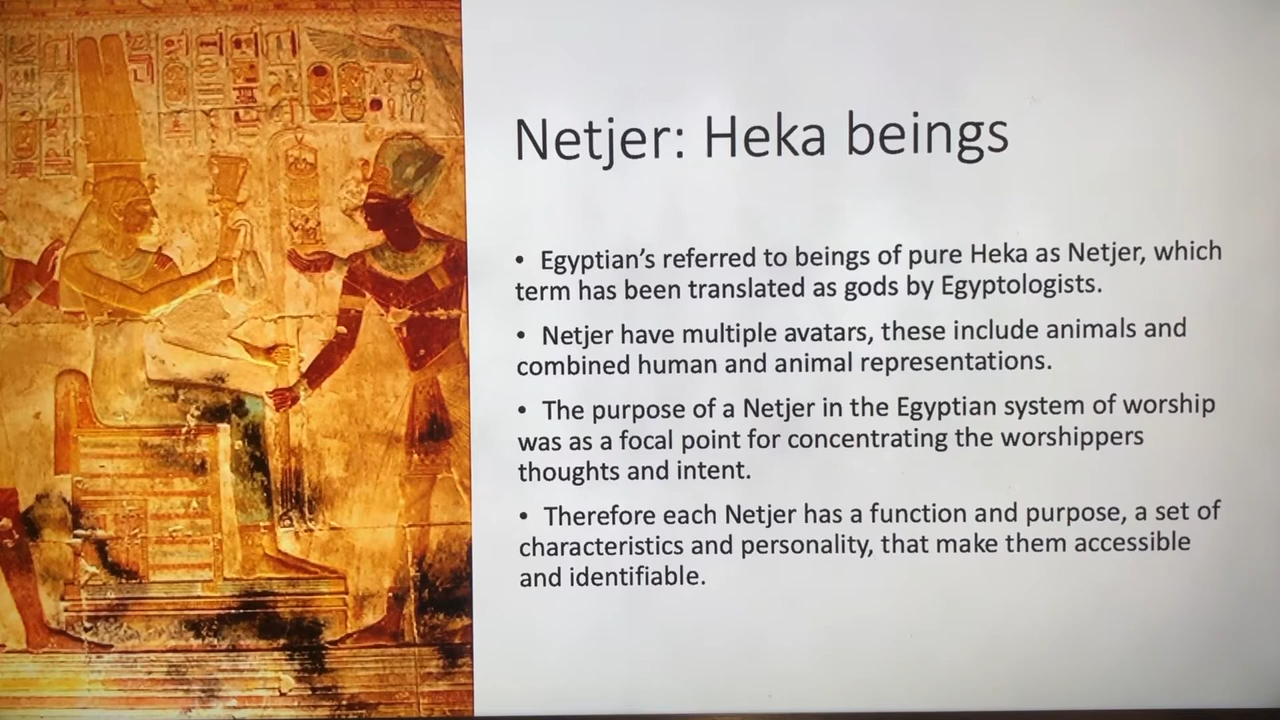 Netjer: Heka beings
• Egyptian's referred to beings of pure Heka as Netjer, which
term has been translated as gods by Egyptologists.
• Netjer have multiple avatars, these include animals and
combined human and animal representations.
• The purpose of a Netjer in the Egyptian system of worship
was as a focal point for concentrating the worshippers
thoughts and intent.
• Therefore each Netjer has a function and purpose, a set of
characteristics and personality, that make them accessible
and identifiable.